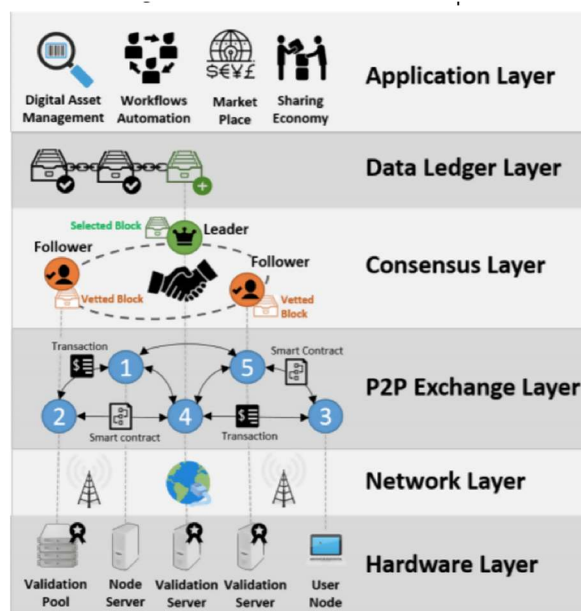 Application Layer
Digital Asset
Management
Workflows
Automation
$€¥£
Market
Place
Sharing
Economy
Data Ledger Layer
Selected Block
Leader
Follower
Follower
Consensus Layer
Vetted Block
Vetted
Block
Transaction
Smart Contract
1
5
P2P Exchange Layer
2
4
3
Smart contract
Transaction
Network Layer
Hardware Layer
Validation
Pool
Node
Server
Validation
Server
Validation
Server
User
Node